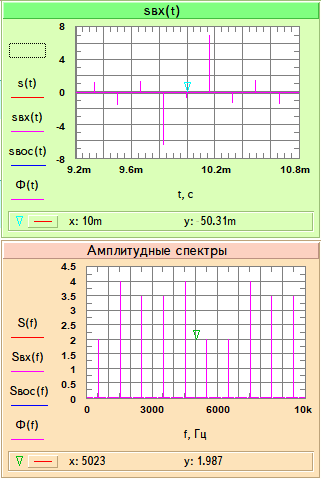 sвх(t)
8
4
0
-4
-8
9.2m 9.6m 10.2m 10.8m
t, c
s(t)
sвх(t)
sвос(t)
Ф(t)
x: 10m y: 50.31m
Амплитудные спектры
4.5
4
3.5
3
2.5
2
1.5
1
0.5
0
0 3000 6000 10k
f, Гц
S(f)
Sвх(f)
Sвос(f)
Ф(f)
x: 5023 y: 1.987